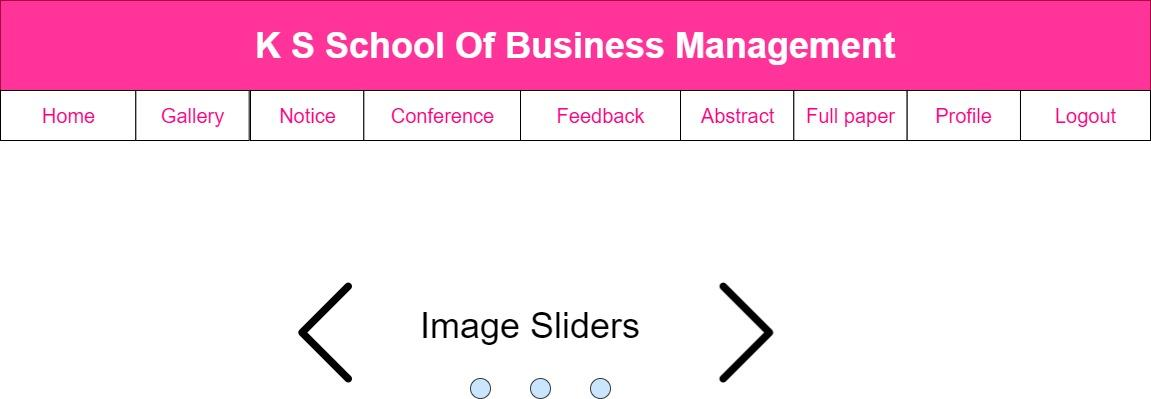 K S School Of Business Management
Home Gallery Notice Conference Feedback Abstract Full paper Profile Logout
Image Sliders